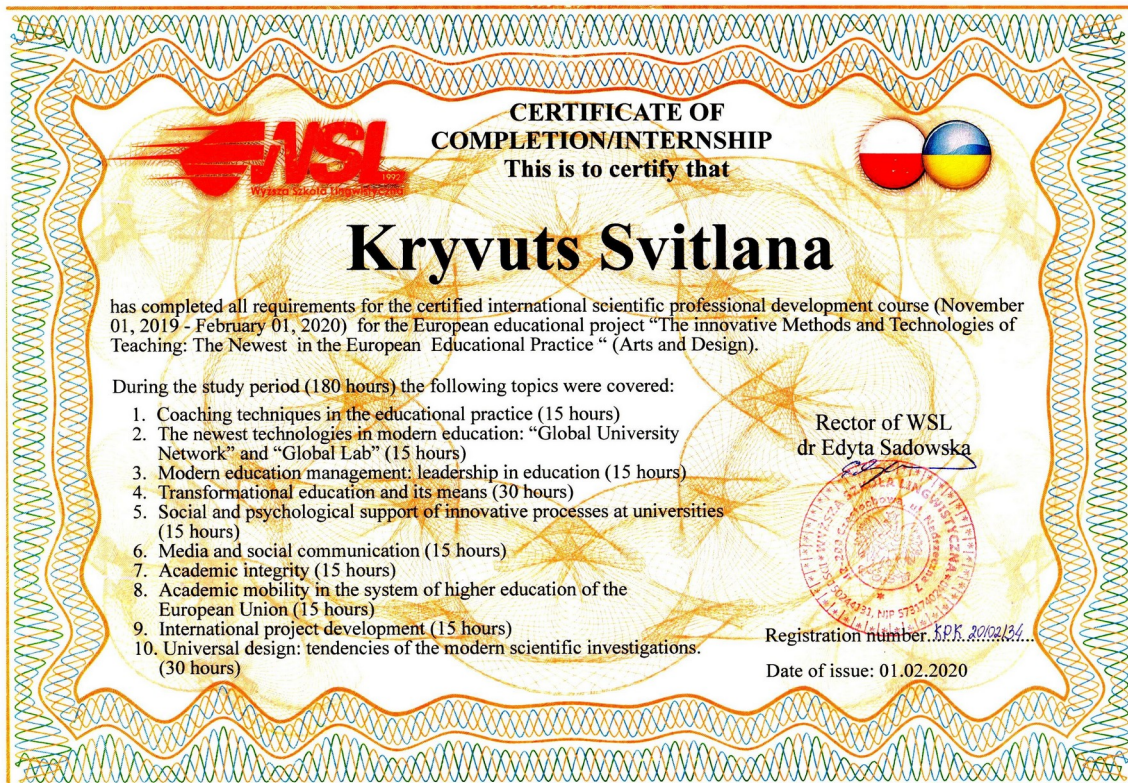 CERTIFICATE OF
COMPLETION/INTERNSHIP
This is to certify that
WSL
1992
Wyższa Szkoła Lingwistyczna
Kryvuts Svitlana
has completed all requirements for the certified international scientific professional development course (November
01, 2019 - February 01, 2020) for the European educational project “The innovative Methods and Technologies of
Teaching: The Newest in the European Educational Practice “ (Arts and Design).
During the study period (180 hours) the following topics were covered:
1. Coaching techniques in the educational practice (15 hours)
2. The newest technologies in modern education: “Global University
Network” and “Global Lab” (15 hours)
3. Modern education management: leadership in education (15 hours)
4. Transformational education and its means (30 hours)
5. Social and psychological support of innovative processes at universities
(15 hours)
6. Media and social communication (15 hours)
7. Academic integrity (15 hours)
8. Academic mobility in the system of higher education of the
European Union (15 hours)
9. International project development (15 hours)
10. Universal design: tendencies of the modern scientific investigations.
(30 hours)
Rector of WSL
dr Edyta Sadowska
WYŻSZA SZKOŁA LINGWISTYCZNA
Registration number KPK 20/02/34
Date of issue: 01.02.2020